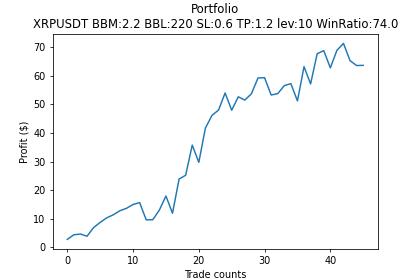 Portfolio
XRPUSDT BBM:2.2 BBL:220 SL:0.6 TP:1.2 lev:10 WinRatio:74.0
70
60
50
40
30
20
10
0
Profit ($)
0 10 20 30 40
Trade counts